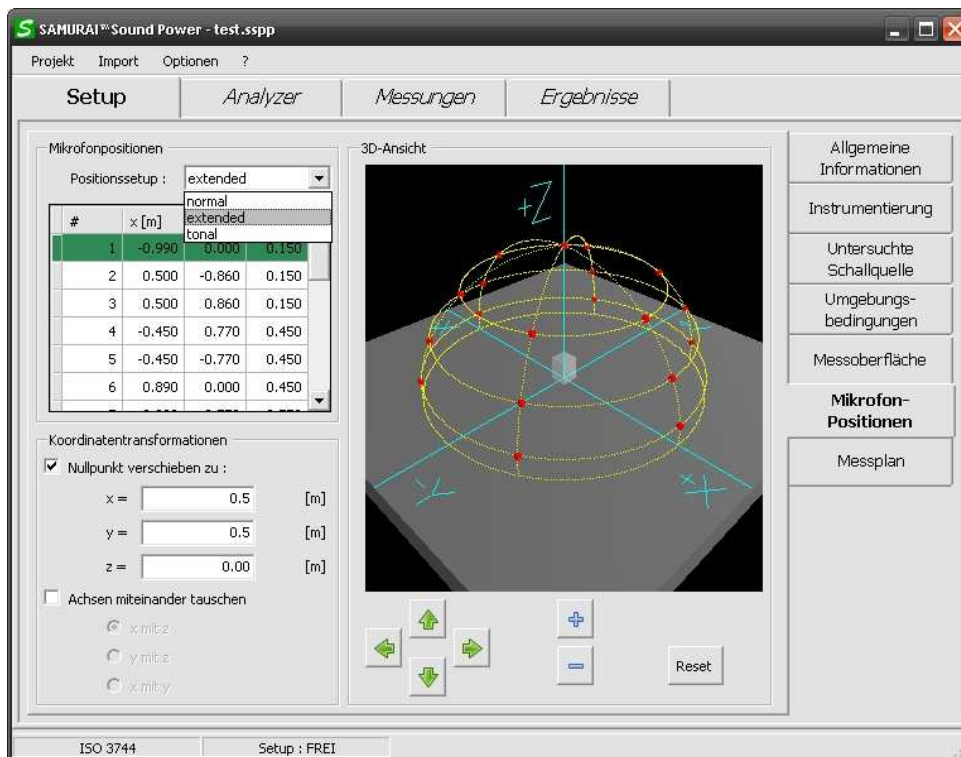 SAMURAI™Sound Power - test.sspp
Projekt Import Optionen ?
Setup Analyzer Messungen Ergebnisse
Mikrofonpositionen
Positionssetup : extended
normal
extended
tonal
# x [m]
1 -0.990 0.000 0.150
2 0.500 -0.860 0.150
3 0.500 0.860 0.150
4 -0.450 0.770 0.450
5 -0.450 -0.770 0.450
6 0.890 0.000 0.450
Koordinatentransformationen
Nullpunkt verschieben zu :
x = 0.5 [m]
y = 0.5 [m]
z = 0.00 [m]
Achsen miteinander tauschen
x mit z
y mit z
x mit y
3D-Ansicht
+Z
-Y
+X
Reset
Allgemeine
Informationen
Instrumentierung
Untersuchte
Schallquelle
Umgebungs-
bedingungen
Messoberfläche
Mikrofon-
Positionen
Messplan
ISO 3744 Setup : FREI